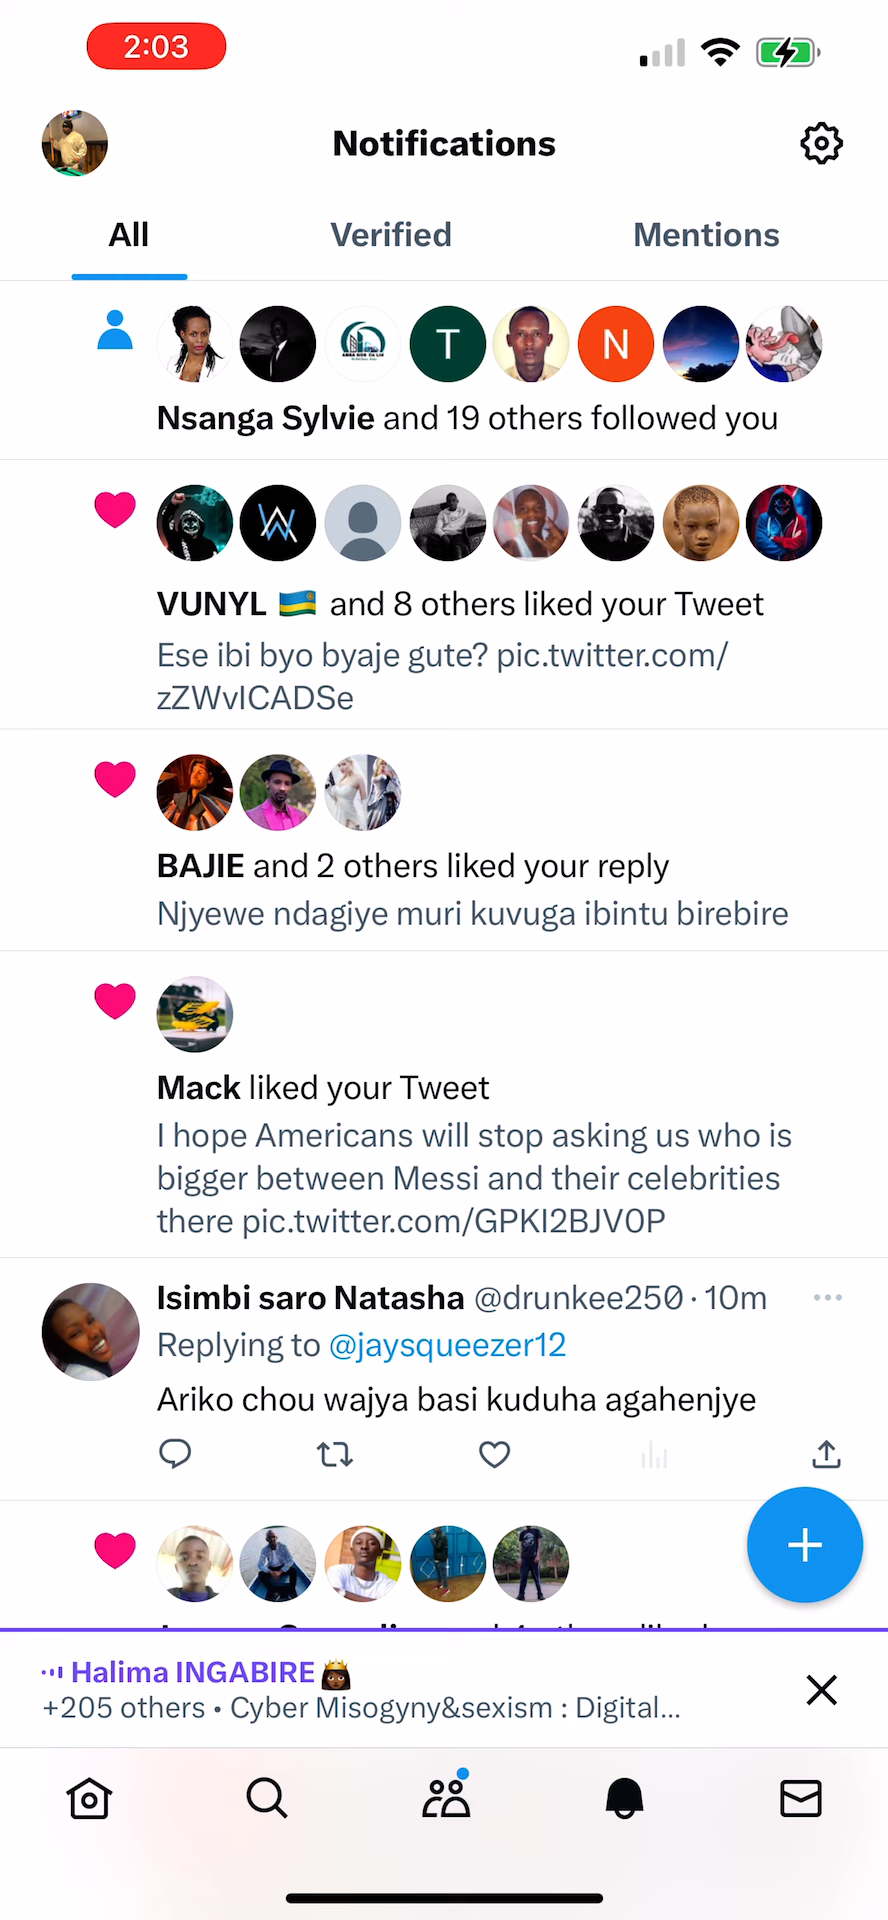 2:03
Notifications
All Verified Mentions
T N
Nsanga Sylvie and 19 others followed you
VUNYL 🇷🇼 and 8 others liked your Tweet
Ese ibi byo byaje gute? pic.twitter.com/
zZWvICADSe
BAJIE and 2 others liked your reply
Njyewe ndagiye muri kuvuga ibintu birebire
Mack liked your Tweet
I hope Americans will stop asking us who is
bigger between Messi and their celebrities
there pic.twitter.com/GPKI2BJV0P
Isimbi saro Natasha @drunkee250 · 10m
Replying to @jaysqueezer12
Ariko chou wajya basi kuduha agahenjye
Halima INGABIRE👸🏿
+205 others • Cyber Misogyny&sexism : Digital...